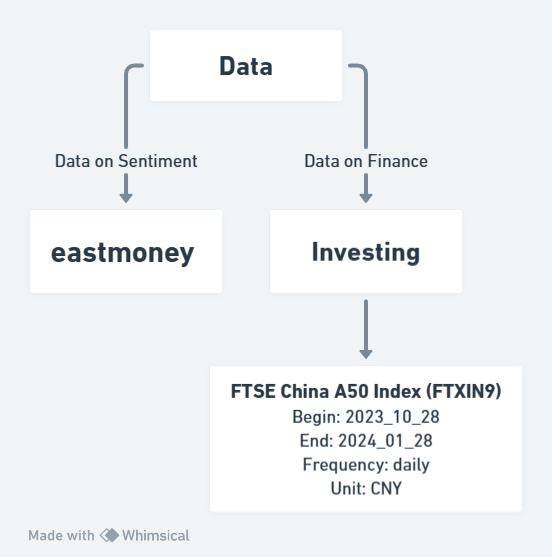 Data
Data on Sentiment
Data on Finance
eastmoney
Investing
FTSE China A50 Index (FTXIN9)
Begin: 2023_10_28
End: 2024_01_28
Frequency: daily
Unit: CNY
Made with Whimsical